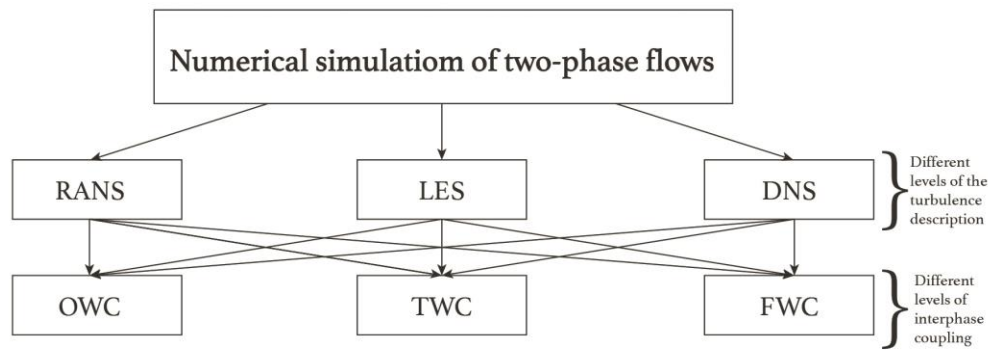 Numerical simulatiom of two-phase flows
RANS
LES
DNS
Different
levels of the
turbulence
description
OWC
TWC
FWC
Different
levels of
interphase
coupling